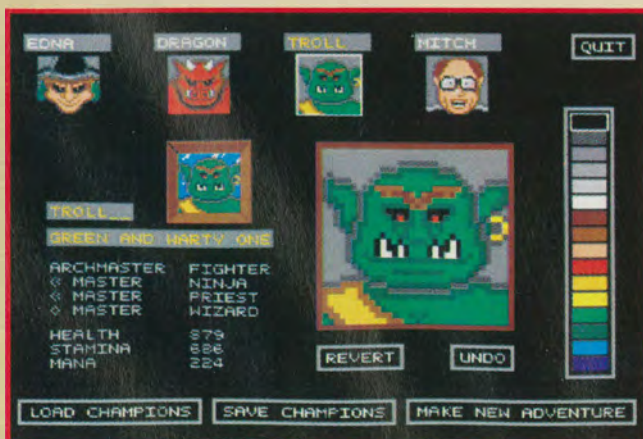 EDNA DRAGON TROLL MITCH QUIT
TROLL__
GREEN AND WARTY ONE
ARCHMASTER FIGHTER
« MASTER NINJA
« MASTER PRIEST
◇ MASTER WIZARD
HEALTH 879
STAMINA 686
MANA 224
REVERT UNDO
LOAD CHAMPIONS SAVE CHAMPIONS MAKE NEW ADVENTURE